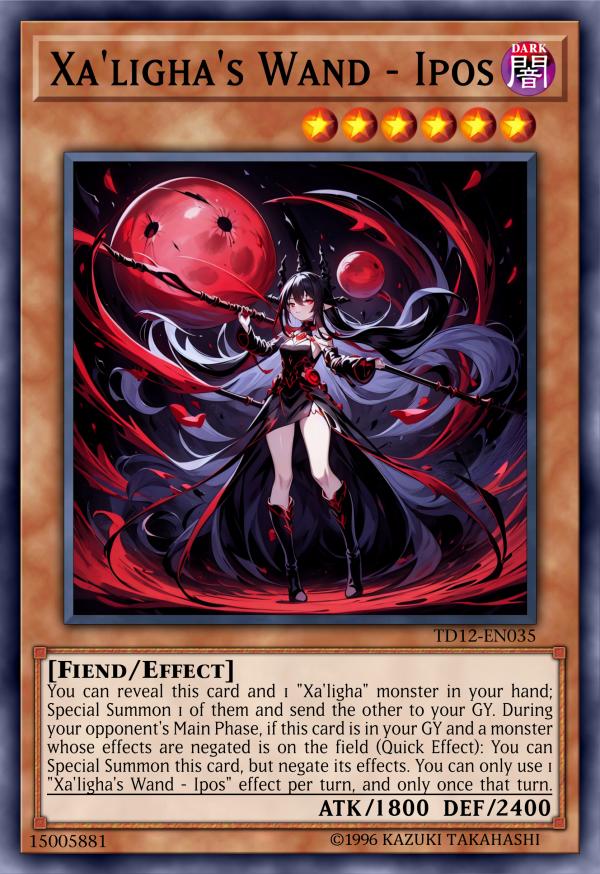 Xa'ligha's Wand - Ipos
DARK
闇
TD12-EN035
[Fiend/Effect]
You can reveal this card and 1 "Xa'ligha" monster in your hand;
Special Summon 1 of them and send the other to your GY. During
your opponent's Main Phase, if this card is in your GY and a monster
whose effects are negated is on the field (Quick Effect): You can
Special Summon this card, but negate its effects. You can only use 1
"Xa'ligha's Wand - Ipos" effect per turn, and only once that turn.
ATK/1800 DEF/2400
15005881
©1996 KAZUKI TAKAHASHI